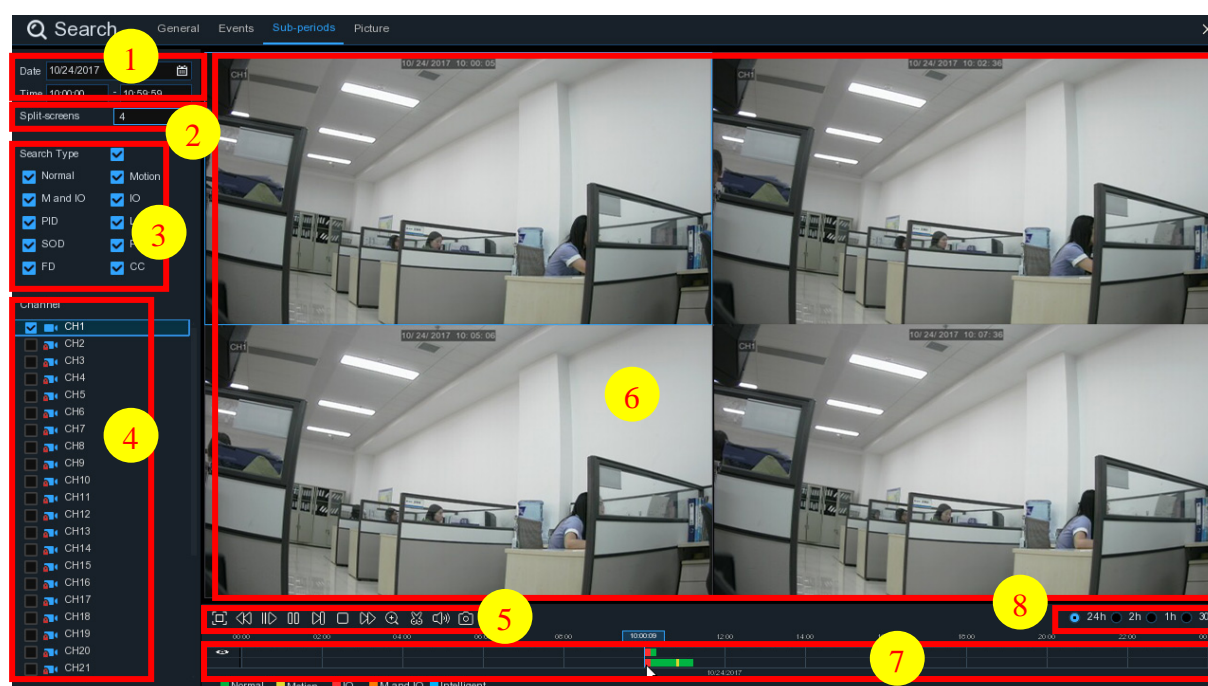 Search General Events Sub-periods Picture
1
Date 10/24/2017
Time 10:00:00 - 10:59:59
Split-screens 4
2
Search Type
Normal Motion
M and IO IO
PID
SOD
FD CC
3
Channel
CH1
CH2
CH3
CH4
CH5
CH6
CH7
CH8
CH9
CH10
CH11
CH12
CH13
CH14
CH15
CH16
CH17
CH18
CH19
CH20
CH21
4
CH1 10/24/2017 10:00:05
CH1 10/24/2017 10:02:36
CH1 10/24/2017 10:05:06
CH1 10/24/2017 10:07:36
6
5
8
24h 2h 1h 30
00:00 02:00 04:00 08:00 10:00:09 12:00 14:00 18:00 20:00 22:00
7
10/24/2017
Normal Motion IO M and IO Intelligent